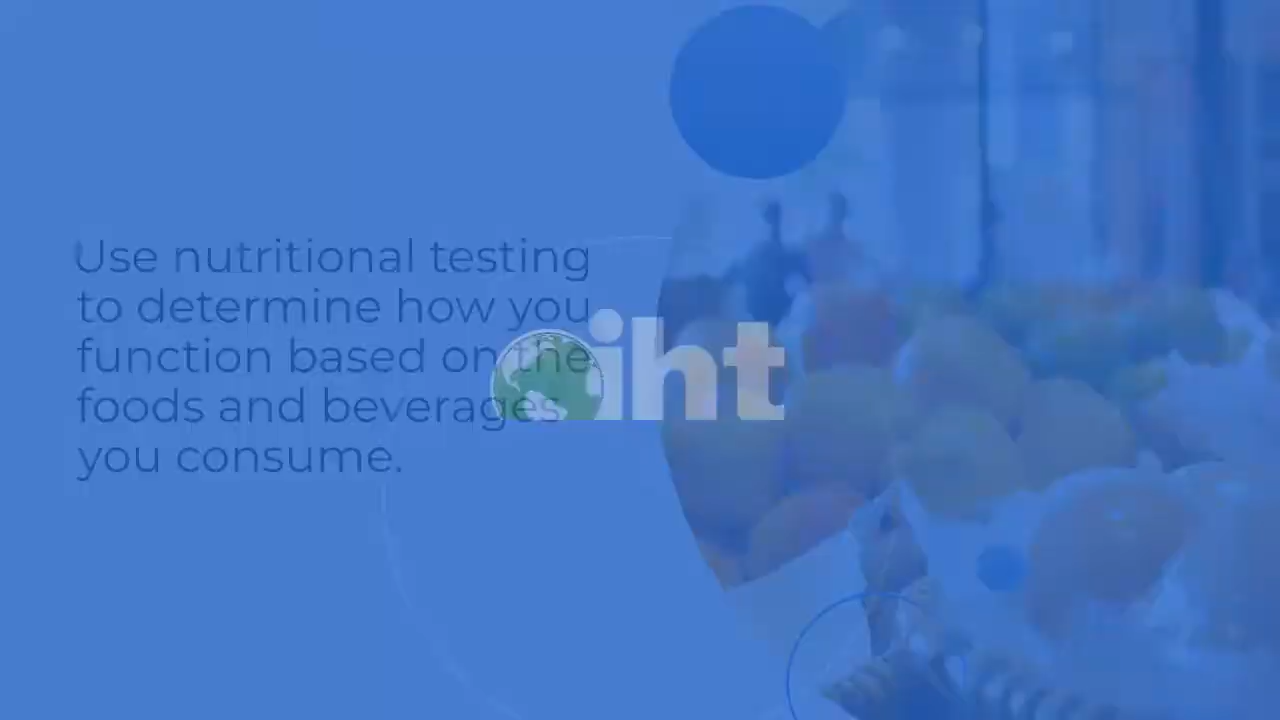 Use nutritional testing
to determine how you
function based on the
foods and beverages
you consume.
iht